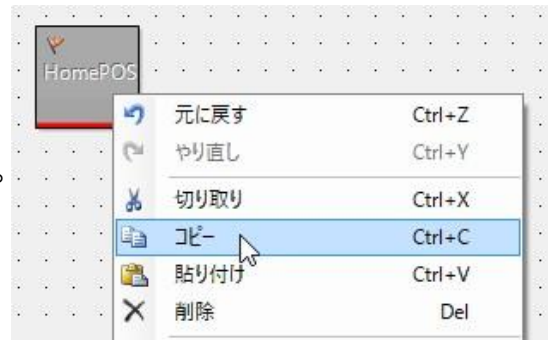 HomePOS
元に戻す Ctrl+Z
やり直し Ctrl+Y
切り取り Ctrl+X
コピー Ctrl+C
貼り付け Ctrl+V
削除 Del